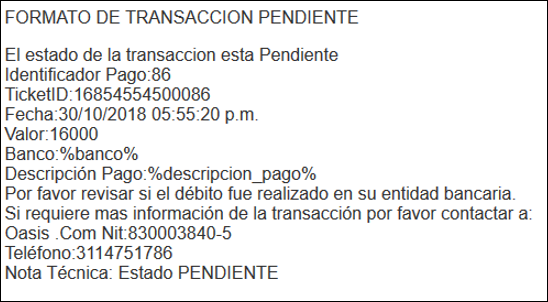 FORMATO DE TRANSACCION PENDIENTE
El estado de la transaccion esta Pendiente
Identificador Pago:86
TicketID:16854554500086
Fecha:30/10/2018 05:55:20 p.m.
Valor:16000
Banco:%banco%
Descripción Pago:%descripcion_pago%
Por favor revisar si el débito fue realizado en su entidad bancaria.
Si requiere mas información de la transacción por favor contactar a:
Oasis .Com Nit:830003840-5
Teléfono:3114751786
Nota Técnica: Estado PENDIENTE